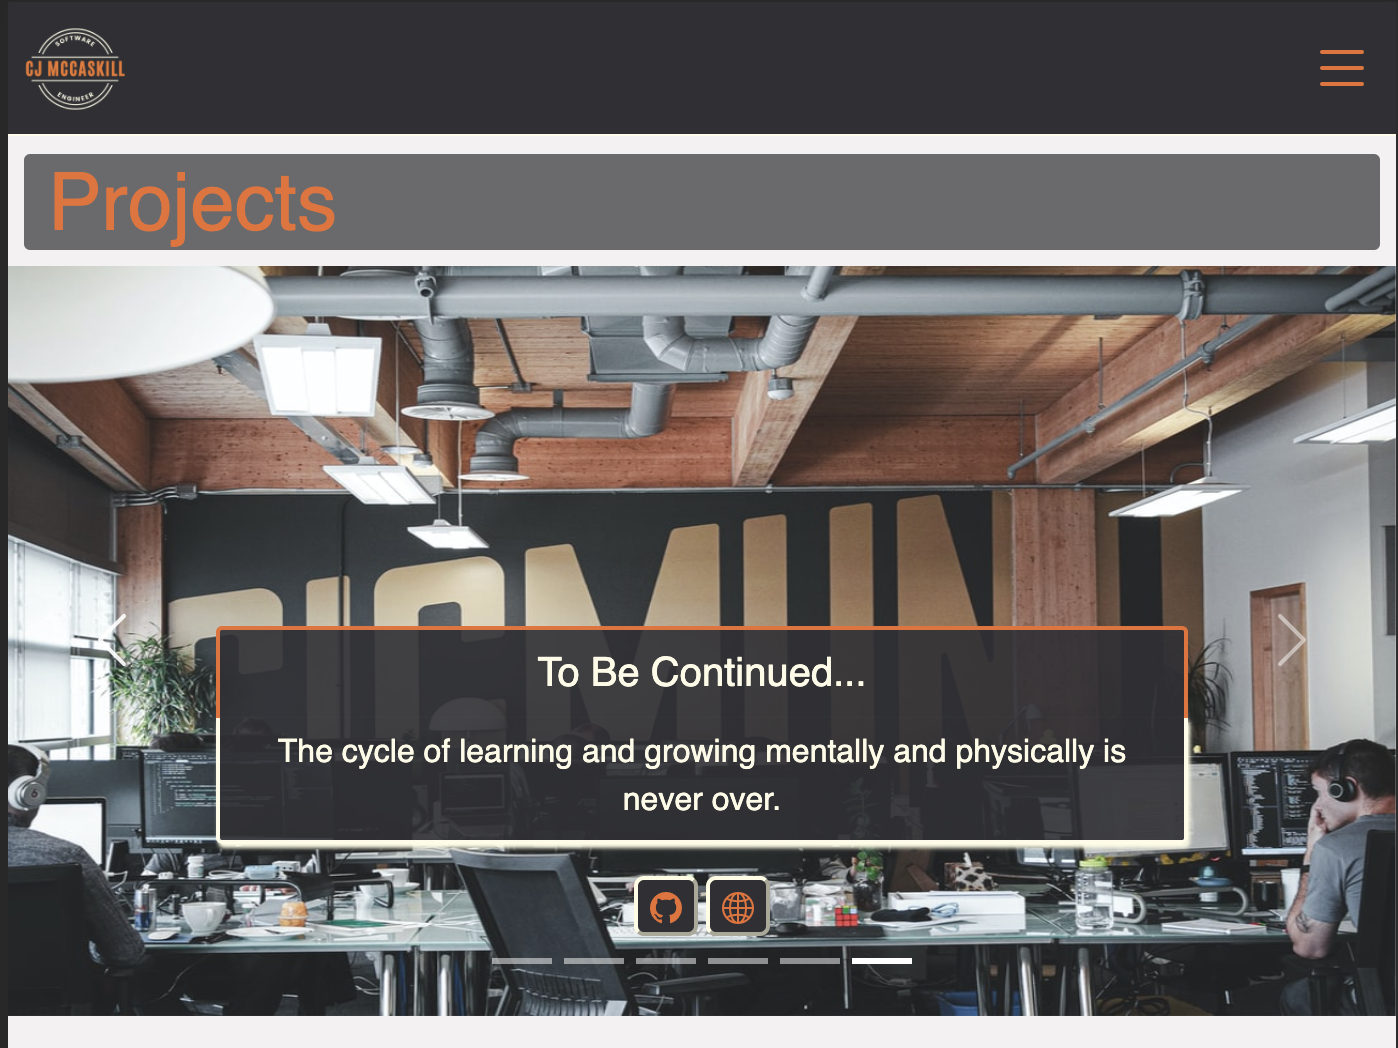 SOFTWARE
CJ MCCASKILL
ENGINEER
Projects
To Be Continued...
The cycle of learning and growing mentally and physically is
never over.